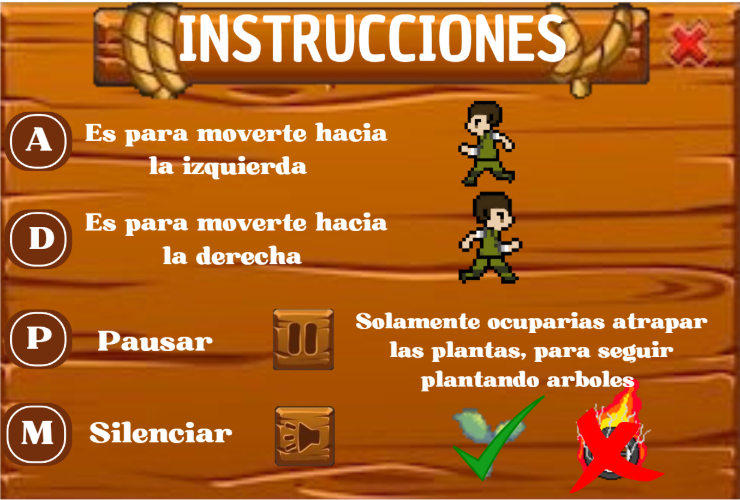 INSTRUCCIONES
A
Es para moverte hacia
la izquierda
D
Es para moverte hacia
la derecha
P
Pausar
Solamente ocuparias atrapar
las plantas, para seguir
plantando arboles
M
Silenciar